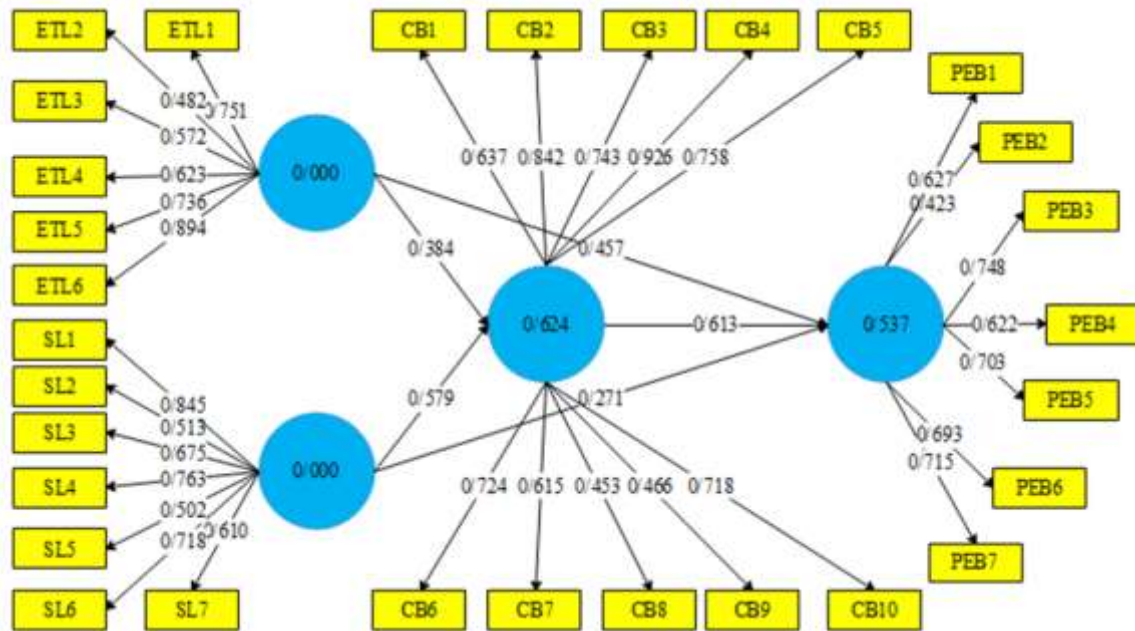 ETL2
ETL1
CB1
CB2
CB3
CB4
CB5
PEB1
ETL3
0/482
0/751
0/572
PEB2
ETL4
0/623
0/000
0/637
0/842
0/743
0/926
0/758
0/627
0/423
PEB3
ETL5
0/736
0/894
0/384
0/457
0/748
ETL6
SL1
0/624
0/613
0/537
0/622
PEB4
0/703
SL2
0/845
0/579
0/271
PEB5
SL3
0/513
0/675
0/693
SL4
0/763
0/000
0/724
0/615
0/453
0/466
0/718
0/715
PEB6
SL5
0/502
0/610
0/718
PEB7
SL6
SL7
CB6
CB7
CB8
CB9
CB10